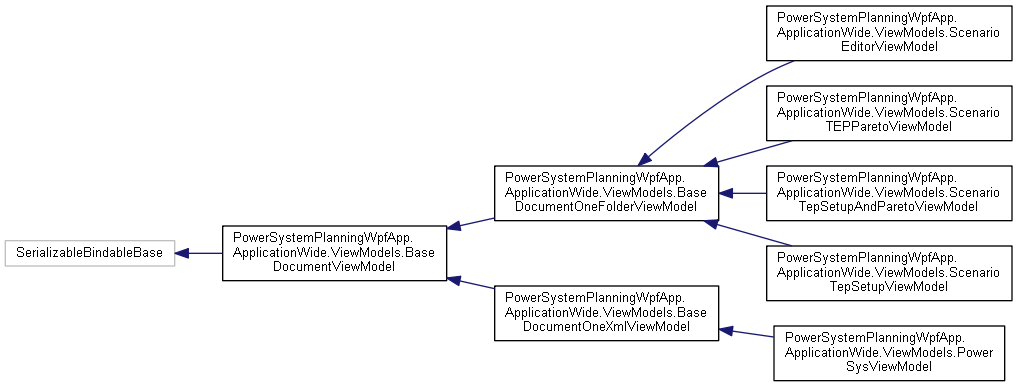 PowerSystemPlanningWpfApp.
ApplicationWide.ViewModels.Scenario
EditorViewModel
PowerSystemPlanningWpfApp.
ApplicationWide.ViewModels.Scenario
TEPParetoViewModel
PowerSystemPlanningWpfApp.
ApplicationWide.ViewModels.Base
DocumentOneFolderViewModel
PowerSystemPlanningWpfApp.
ApplicationWide.ViewModels.Scenario
TepSetupAndParetoViewModel
SerializableBindableBase
PowerSystemPlanningWpfApp.
ApplicationWide.ViewModels.Base
DocumentViewModel
PowerSystemPlanningWpfApp.
ApplicationWide.ViewModels.Scenario
TepSetupViewModel
PowerSystemPlanningWpfApp.
ApplicationWide.ViewModels.Base
DocumentOneXmlViewModel
PowerSystemPlanningWpfApp.
ApplicationWide.ViewModels.Power
SysViewModel